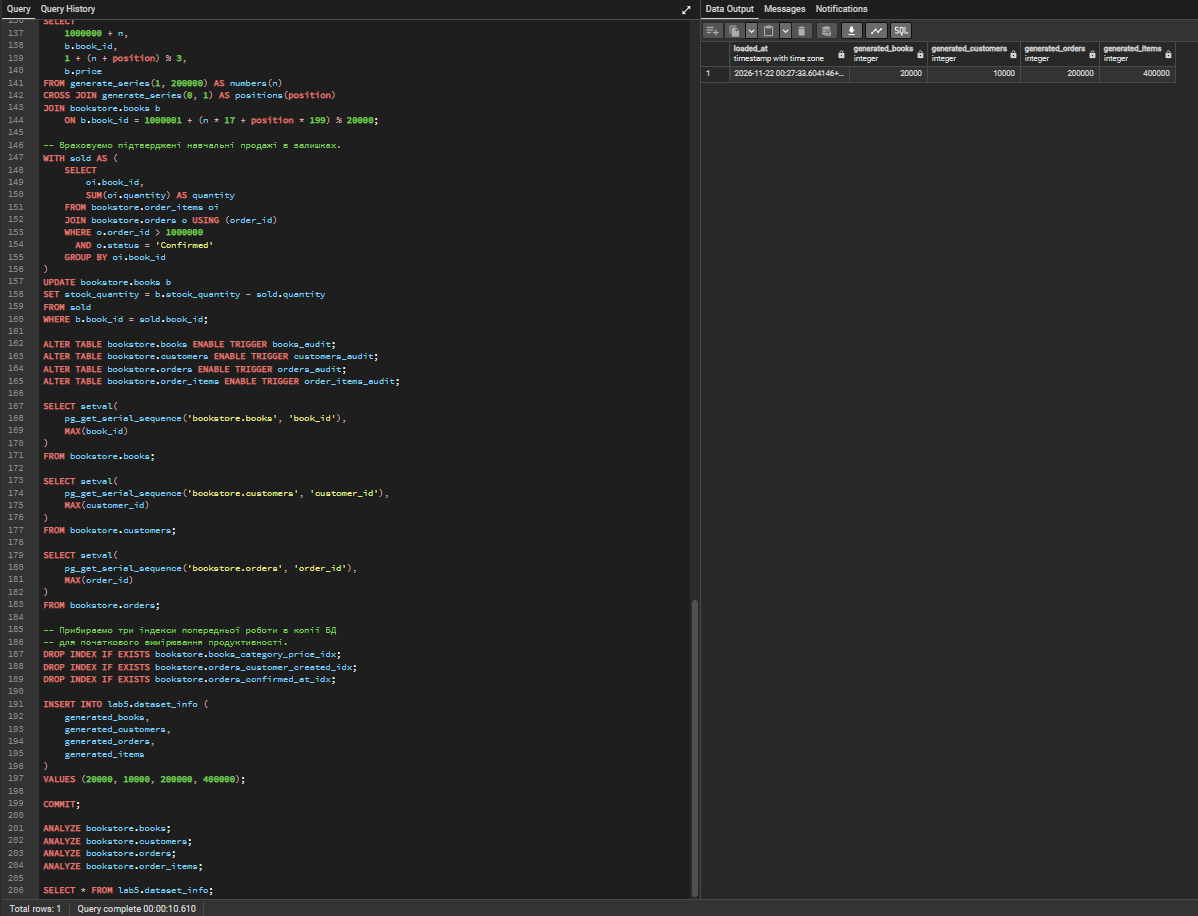 Query Query History
136 SELECT
137 1000000 + n,
138 b.book_id,
139 1 + (n + position) % 3,
140 b.price
141 FROM generate_series(1, 200000) AS numbers(n)
142 CROSS JOIN generate_series(0, 1) AS positions(position)
143 JOIN bookstore.books b
144 ON b.book_id = 1000001 + (n * 17 + position * 199) % 20000;
145
146 -- Враховуємо підтверджені навчальні продажі в залишках.
147 WITH sold AS (
148 SELECT
149 oi.book_id,
150 SUM(oi.quantity) AS quantity
151 FROM bookstore.order_items oi
152 JOIN bookstore.orders o USING (order_id)
153 WHERE o.order_id > 1000000
154 AND o.status = 'Confirmed'
155 GROUP BY oi.book_id
156 )
157 UPDATE bookstore.books b
158 SET stock_quantity = b.stock_quantity - sold.quantity
159 FROM sold
160 WHERE b.book_id = sold.book_id;
161
162 ALTER TABLE bookstore.books ENABLE TRIGGER books_audit;
163 ALTER TABLE bookstore.customers ENABLE TRIGGER customers_audit;
164 ALTER TABLE bookstore.orders ENABLE TRIGGER orders_audit;
165 ALTER TABLE bookstore.order_items ENABLE TRIGGER order_items_audit;
166
167 SELECT setval(
168 pg_get_serial_sequence('bookstore.books', 'book_id'),
169 MAX(book_id)
170 )
171 FROM bookstore.books;
172
173 SELECT setval(
174 pg_get_serial_sequence('bookstore.customers', 'customer_id'),
175 MAX(customer_id)
176 )
177 FROM bookstore.customers;
178
179 SELECT setval(
180 pg_get_serial_sequence('bookstore.orders', 'order_id'),
181 MAX(order_id)
182 )
183 FROM bookstore.orders;
184
185 -- Прибираємо три індекси попередньої роботи в копії БД
186 -- для початкового вимірювання продуктивності.
187 DROP INDEX IF EXISTS bookstore.books_category_price_idx;
188 DROP INDEX IF EXISTS bookstore.orders_customer_created_idx;
189 DROP INDEX IF EXISTS bookstore.orders_confirmed_at_idx;
190
191 INSERT INTO lab5.dataset_info (
192 generated_books,
193 generated_customers,
194 generated_orders,
195 generated_items
196 )
197 VALUES (20000, 10000, 200000, 400000);
198
199 COMMIT;
200
201 ANALYZE bookstore.books;
202 ANALYZE bookstore.customers;
203 ANALYZE bookstore.orders;
204 ANALYZE bookstore.order_items;
205
206 SELECT * FROM lab5.dataset_info;
Total rows: 1 Query complete 00:00:10.610
Data Output Messages Notifications
SQL
loaded_at generated_books generated_customers generated_orders generated_items
timestamp with time zone integer integer integer integer
1 2026-11-22 00:27:33.604146+... 20000 10000 200000 400000